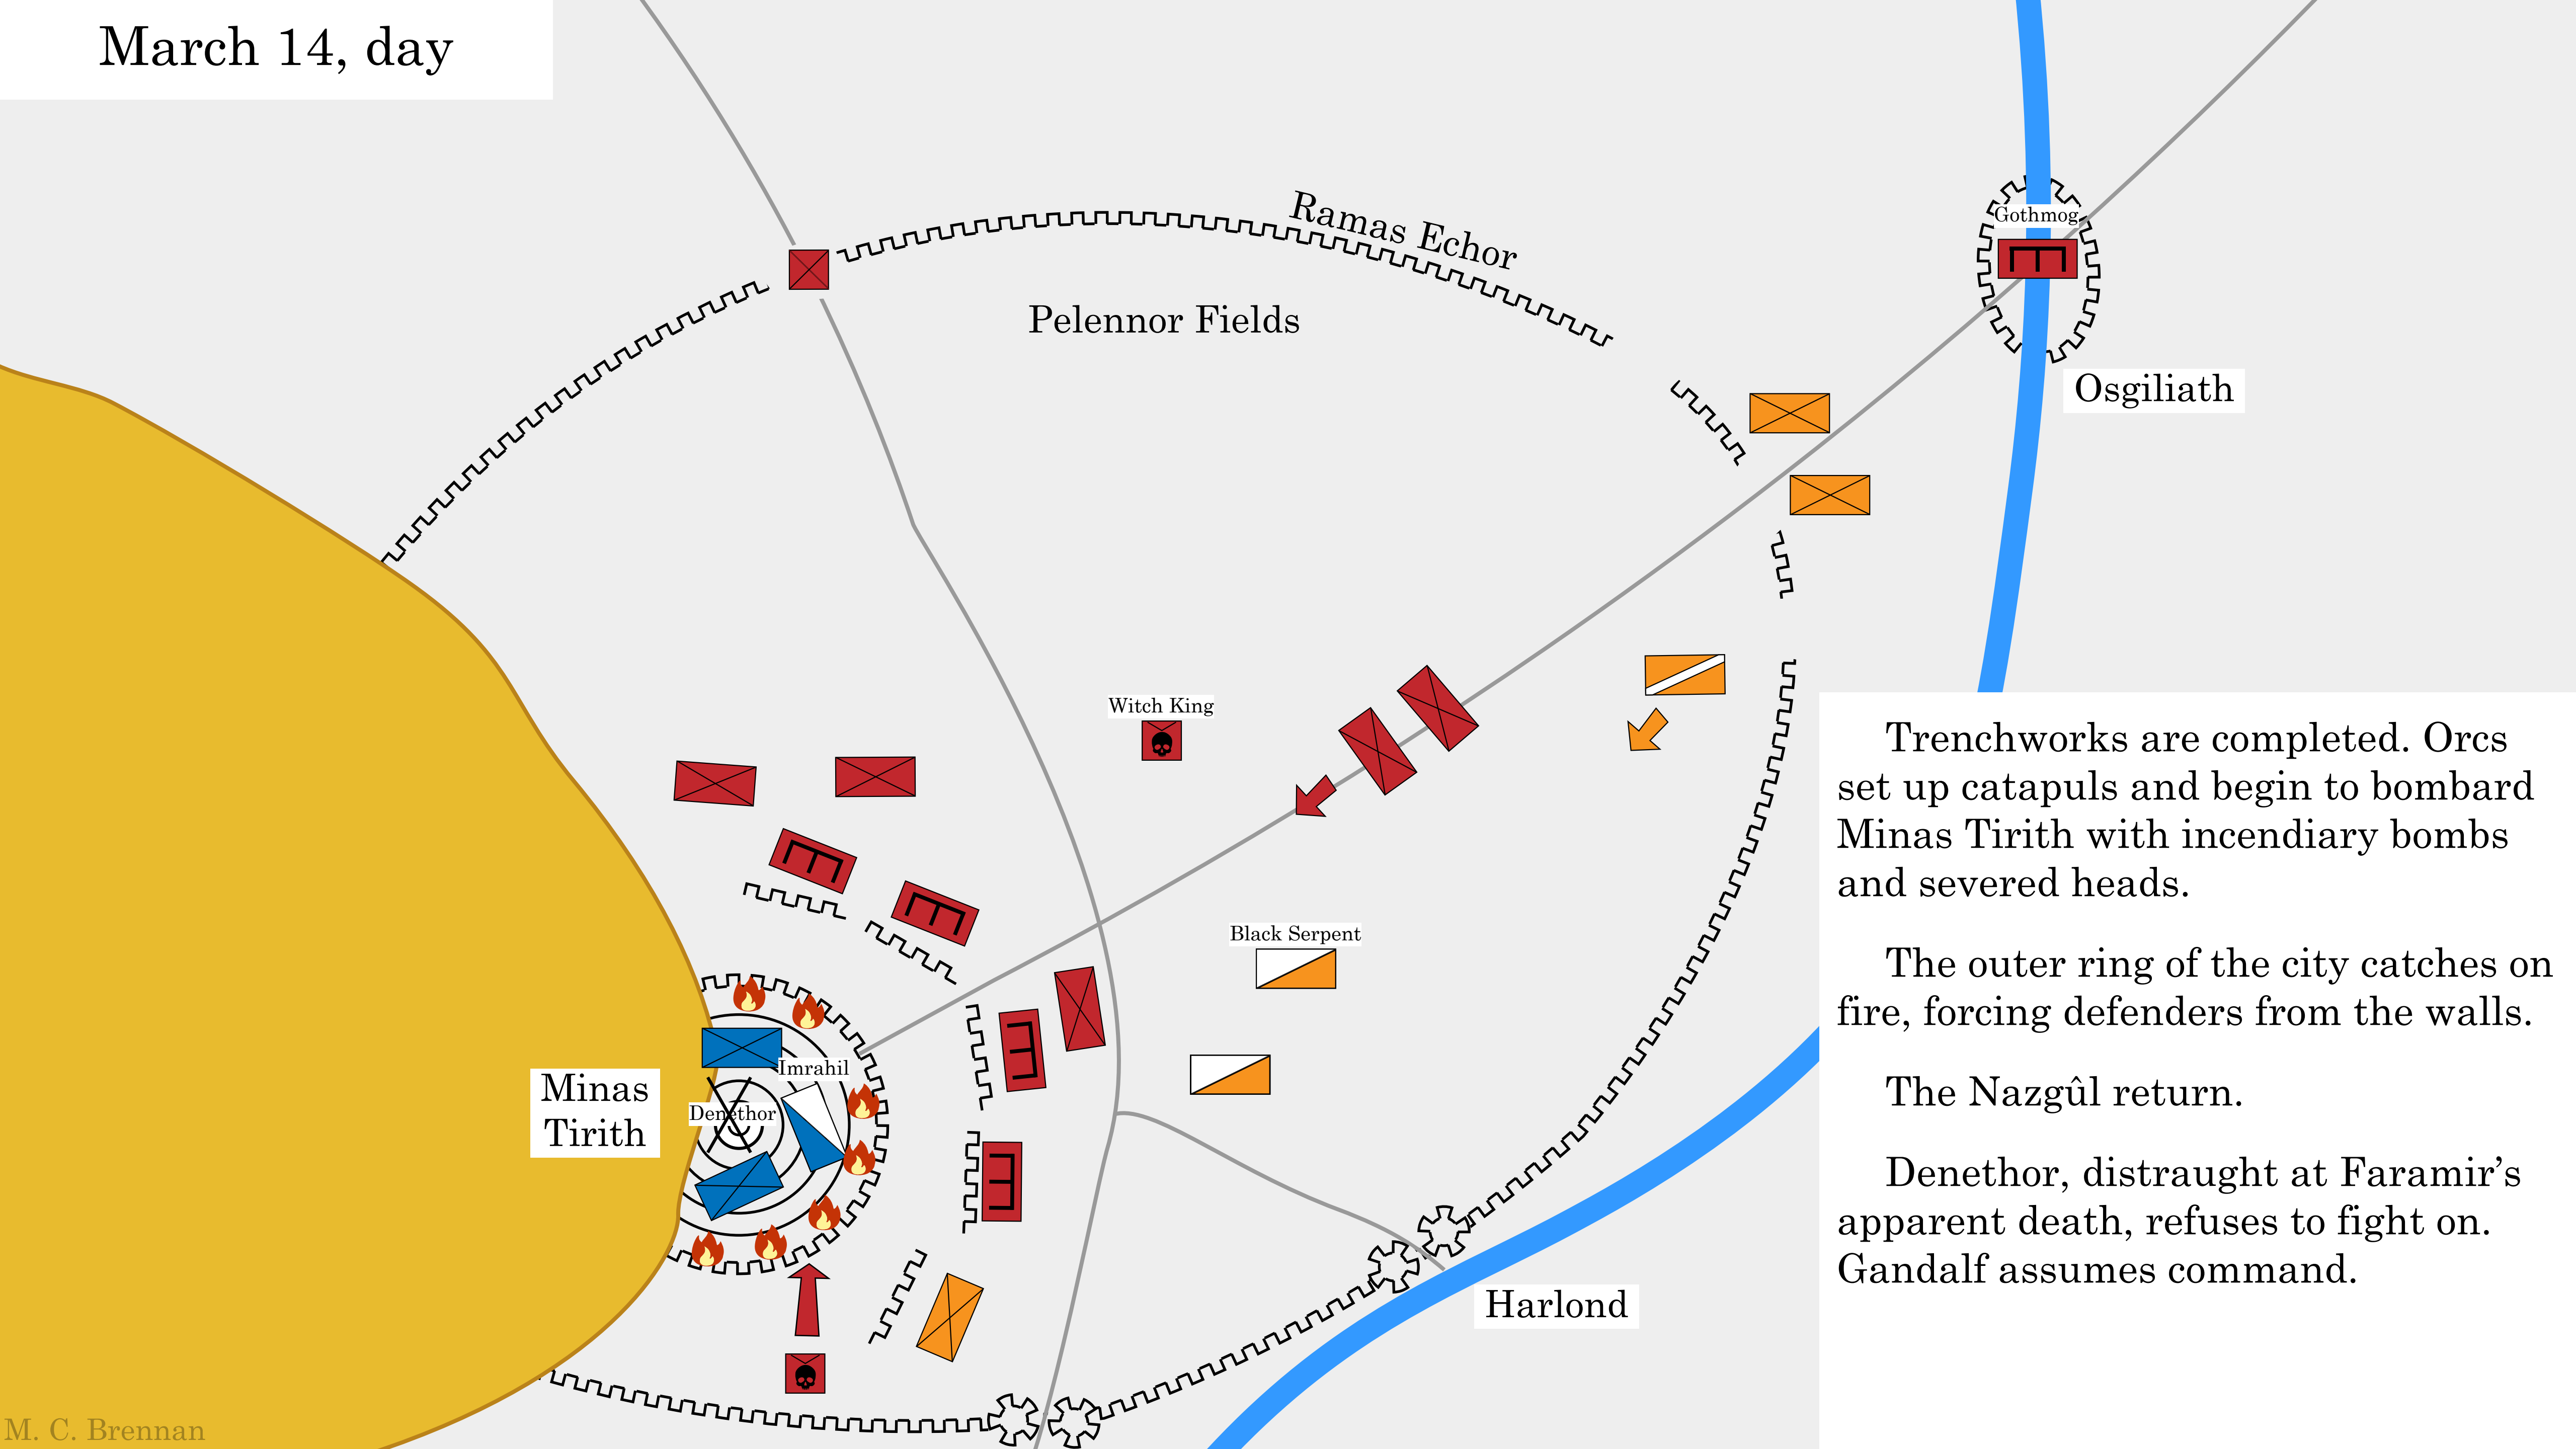 March 14, day
Ramas Echor
Gothmog
Pelennor Fields
Osgiliath
Witch King
Trenchworks are completed. Orcs
set up catapuls and begin to bombard
Minas Tirith with incendiary bombs
and severed heads.
The outer ring of the city catches on
fire, forcing defenders from the walls.
The Nazgûl return.
Denethor, distraught at Faramir’s
apparent death, refuses to fight on.
Gandalf assumes command.
Black Serpent
Imrahil
Minas
Tirith
Denethor
Harlond
M. C. Brennan